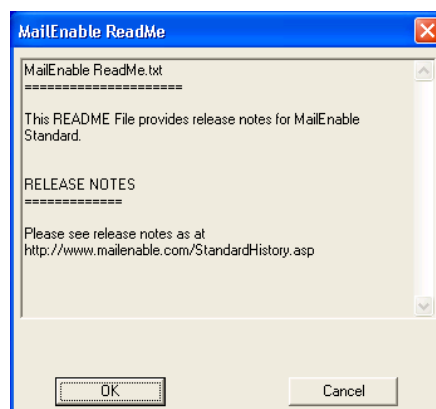 MailEnable ReadMe
MailEnable ReadMe.txt
=====================
This README File provides release notes for MailEnable
Standard.
RELEASE NOTES
=============
Please see release notes as at
http://www.mailenable.com/StandardHistory.asp
OK
Cancel